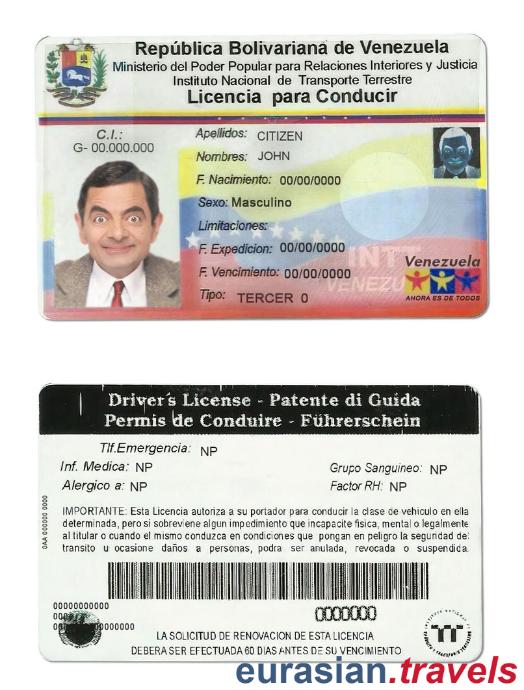 República Bolivariana de Venezuela
Ministerio del Poder Popular para Relaciones Interiores y Justicia
Instituto Nacional de Transporte Terrestre
Licencia para Conducir
C.I.:
G- 00.000.000
Apellidos: CITIZEN
Nombres: JOHN
F. Nacimiento: 00/00/0000
Sexo: Masculino
Limitaciones:
F. Expedicion: 00/00/0000
F. Vencimiento: 00/00/0000
Tipo: TERCER 0
INTT
VENEZU
Venezuela
AHORA ES DE TODOS
Driver's License - Patente di Guida
Permis de Conduire - Führerschein
Tlf.Emergencia: NP
Inf. Medica: NP
Grupo Sanguineo: NP
Alergico a: NP
Factor RH: NP
0AA 000000 0000
IMPORTANTE: Esta Licencia autoriza a su portador para conducir la clase de vehiculo en ella
determinada, pero si sobreviene algun impedimento que incapacite fisica, mental o legalmente
al titular o cuando el mismo conduzca en condiciones que pongan en peligro la seguridad del
transito u ocasione daños a personas, podra ser anulada, revocada o suspendida.
00000000000
0000000
LA SOLICITUD DE RENOVACION DE ESTA LICENCIA
DEBERA SER EFECTUADA 60 DIAS ANTES DE SU VENCIMIENTO
eurasian.travels